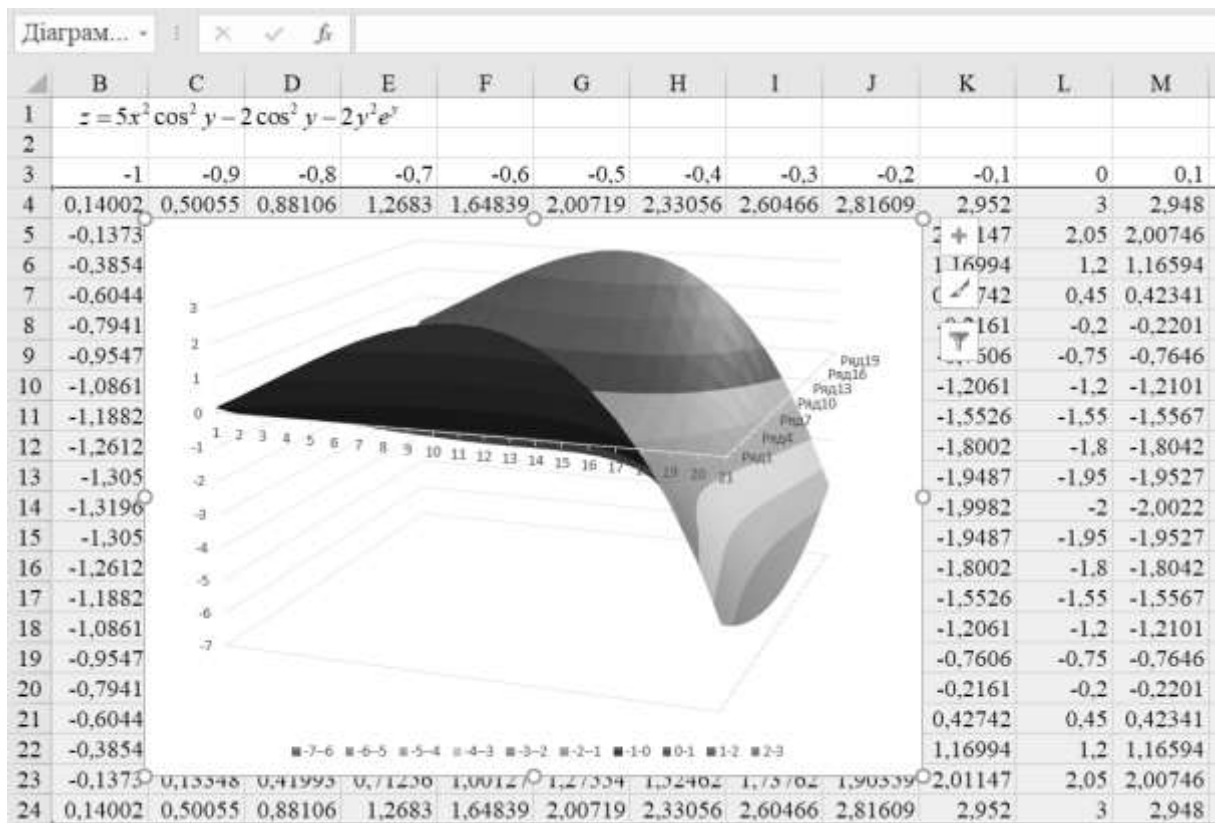 Діаграм...
fx
B C D E F G H I J K L M
1 z = 5x² cos² y − 2 cos² y − 2y²eʸ
2
3 -1 -0,9 -0,8 -0,7 -0,6 -0,5 -0,4 -0,3 -0,2 -0,1 0 0,1
4 0,14002 0,50055 0,88106 1,2683 1,64839 2,00719 2,33056 2,60466 2,81609 2,952 3 2,948
5 -0,1373 147 2,05 2,00746
6 -0,3854 1,16994 1,2 1,16594
7 -0,6044 742 0,45 0,42341
8 -0,7941 161 -0,2 -0,2201
9 -0,9547 606 -0,75 -0,7646
10 -1,0861 -1,2061 -1,2 -1,2101
11 -1,1882 -1,5526 -1,55 -1,5567
12 -1,2612 -1,8002 -1,8 -1,8042
13 -1,305 -1,9487 -1,95 -1,9527
14 -1,3196 -1,9982 -2 -2,0022
15 -1,305 -1,9487 -1,95 -1,9527
16 -1,2612 -1,8002 -1,8 -1,8042
17 -1,1882 -1,5526 -1,55 -1,5567
18 -1,0861 -1,2061 -1,2 -1,2101
19 -0,9547 -0,7606 -0,75 -0,7646
20 -0,7941 -0,2161 -0,2 -0,2201
21 -0,6044 0,42742 0,45 0,42341
22 -0,3854 1,16994 1,2 1,16594
23 -0,1373 2,01147 2,05 2,00746
24 0,14002 0,50055 0,88106 1,2683 1,64839 2,00719 2,33056 2,60466 2,81609 2,952 3 2,948
3
2
1
0
-1
-2
-3
-4
-5
-6
-7
1 2 3 4 5 6 7 8 9 10 11 12 13 14 15 16 17 19 20 21
Ряд19
Ряд16
Ряд13
Ряд10
Ряд7
Ряд4
Ряд1
-7--6 -6--5 -5--4 -4--3 -3--2 -2--1 -1-0 0-1 1-2 2-3